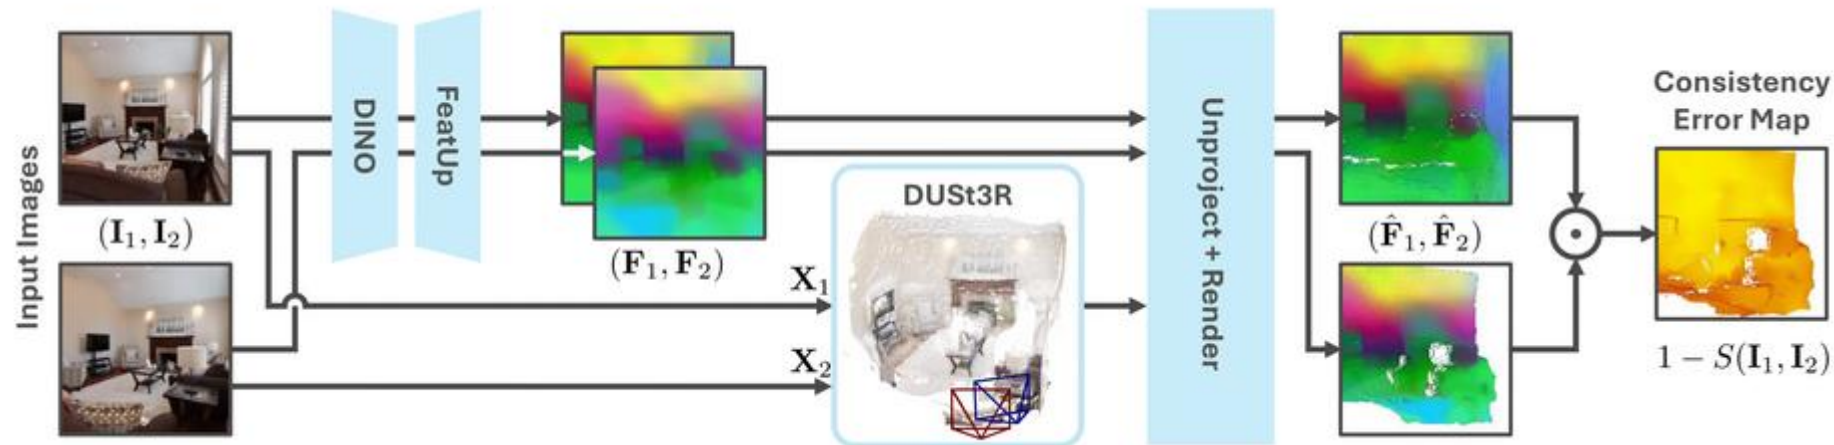 Input Images
(I₁, I₂)
DINO
FeatUp
(F₁, F₂)
X₁
X₂
DUSt3R
Unproject + Render
(F̂₁, F̂₂)
Consistency
Error Map
1 − S(I₁, I₂)